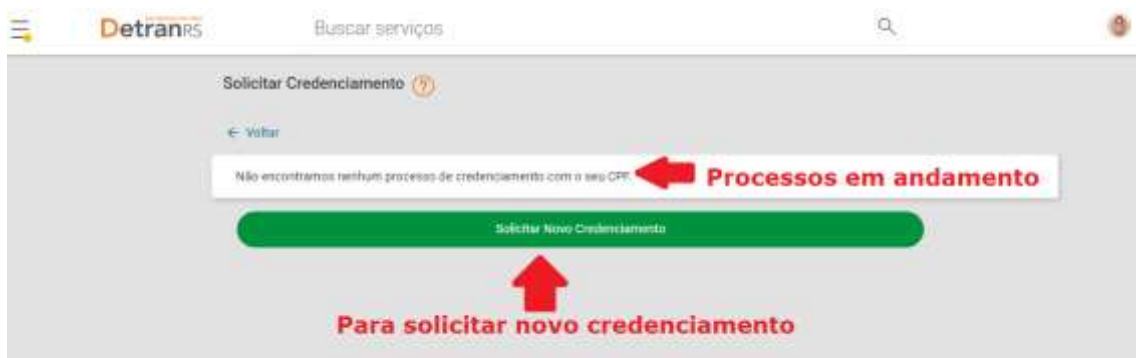 DetranRS
Buscar serviços
Solicitar Credenciamento ?
← Voltar
Não encontramos nenhum processo de credenciamento com o seu CPF.
Processos em andamento
Solicitar Novo Credenciamento
Para solicitar novo credenciamento